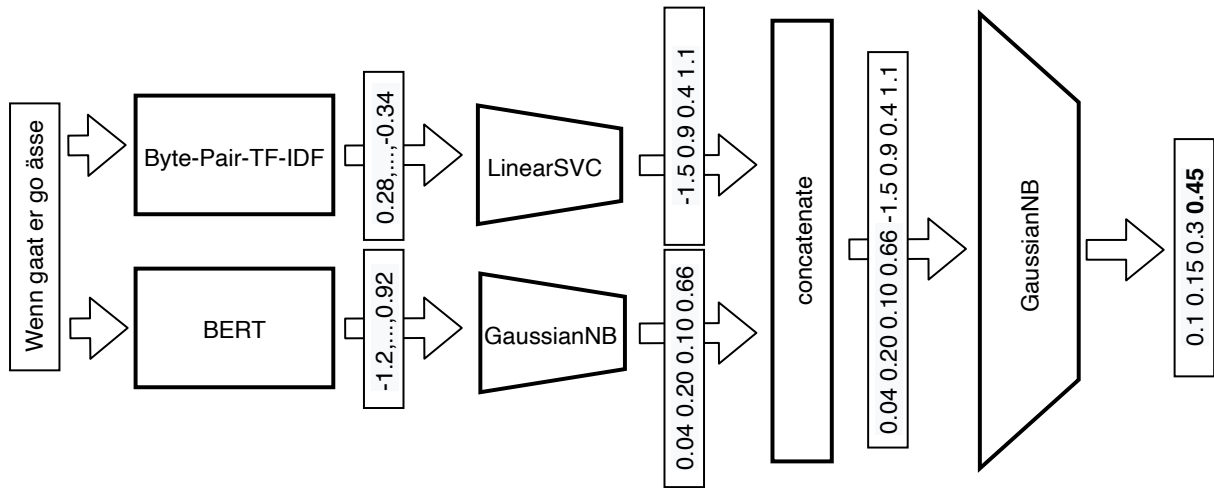 Wenn gaat er go ässe
Byte-Pair-TF-IDF
BERT
0.28,...,-0.34
-1.2,...,0.92
LinearSVC
GaussianNB
-1.5 0.9 0.4 1.1
0.04 0.20 0.10 0.66
concatenate
0.04 0.20 0.10 0.66 -1.5 0.9 0.4 1.1
GaussianNB
0.1 0.15 0.3 0.45